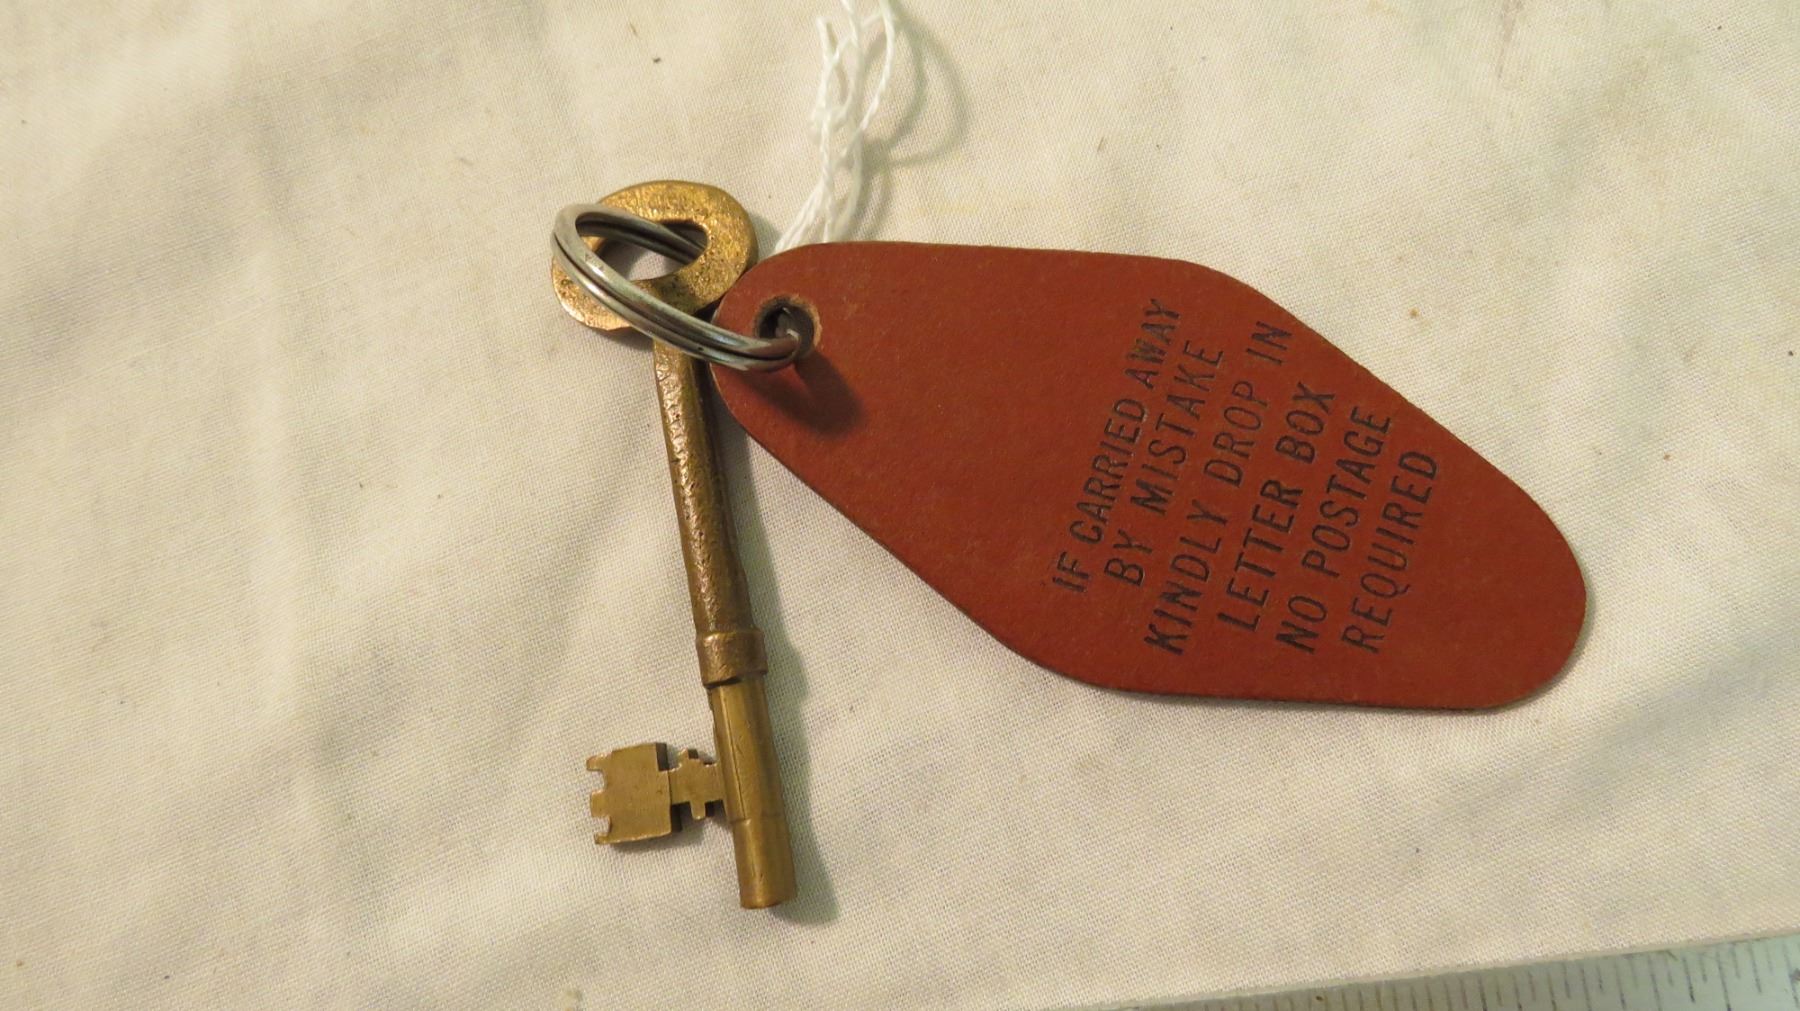 IF CARRIED AWAY
BY MISTAKE
KINDLY DROP IN
LETTER BOX
NO POSTAGE
REQUIRED